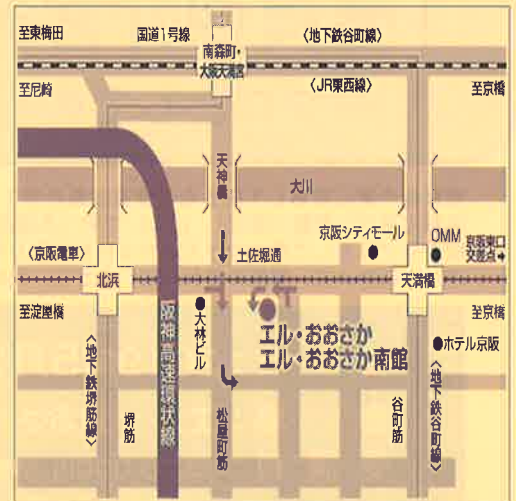 至東梅田
国道1号線
〈地下鉄谷町線〉
南森町・
大阪天満宮
至尼崎
〈JR東西線〉
至京橋
天神橋
大川
京阪シティモール
OMM
京阪東口
交差点→
〈京阪電車〉
土佐堀通
北浜
天満橋
至淀屋橋
至京橋
〈地下鉄堺筋線〉
堺筋
阪神高速環状線
大林ビル
エル・おおさか
エル・おおさか南館
ホテル京阪
松屋町筋
谷町筋
〈地下鉄谷町線〉